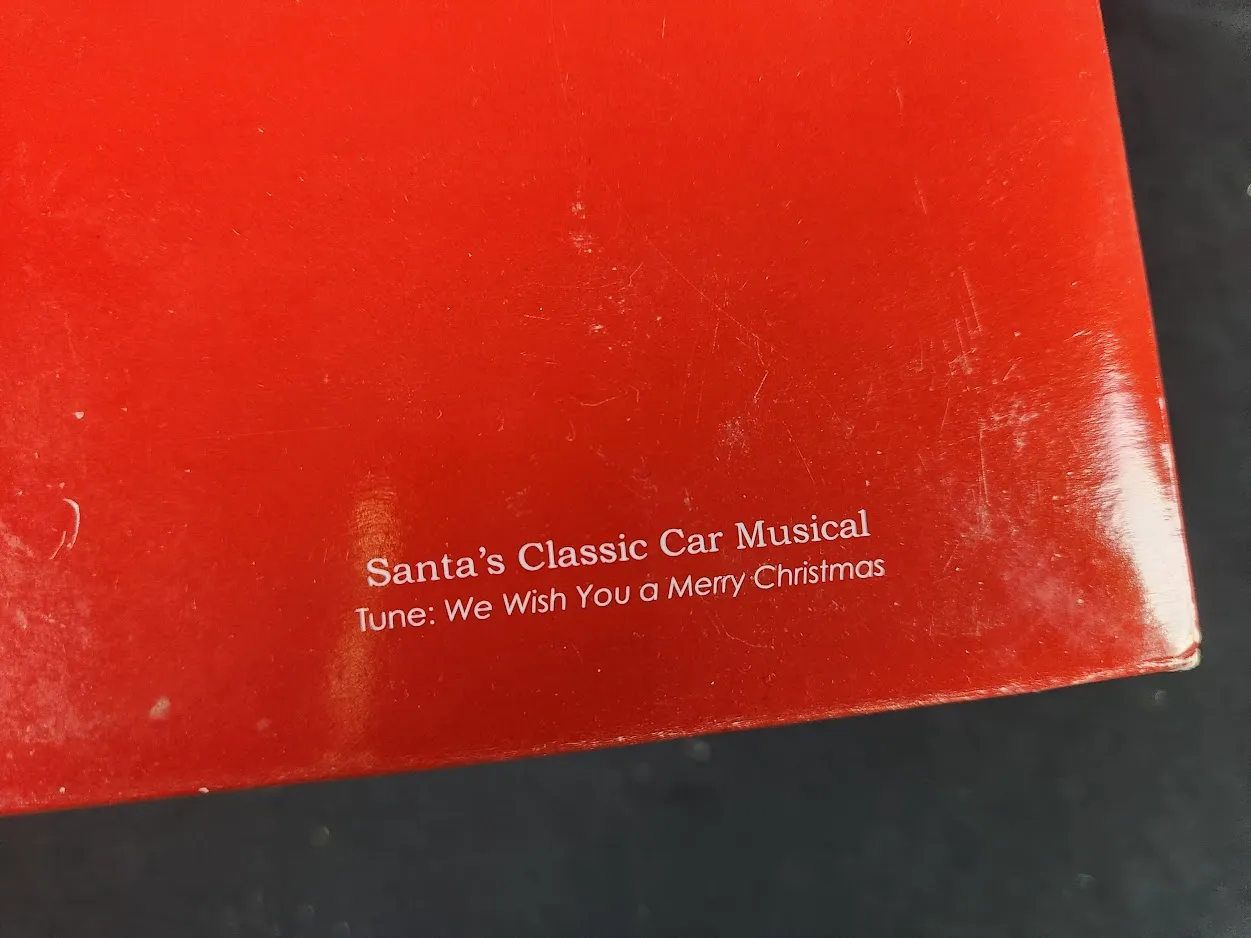 Santa’s Classic Car Musical
Tune: We Wish You a Merry Christmas